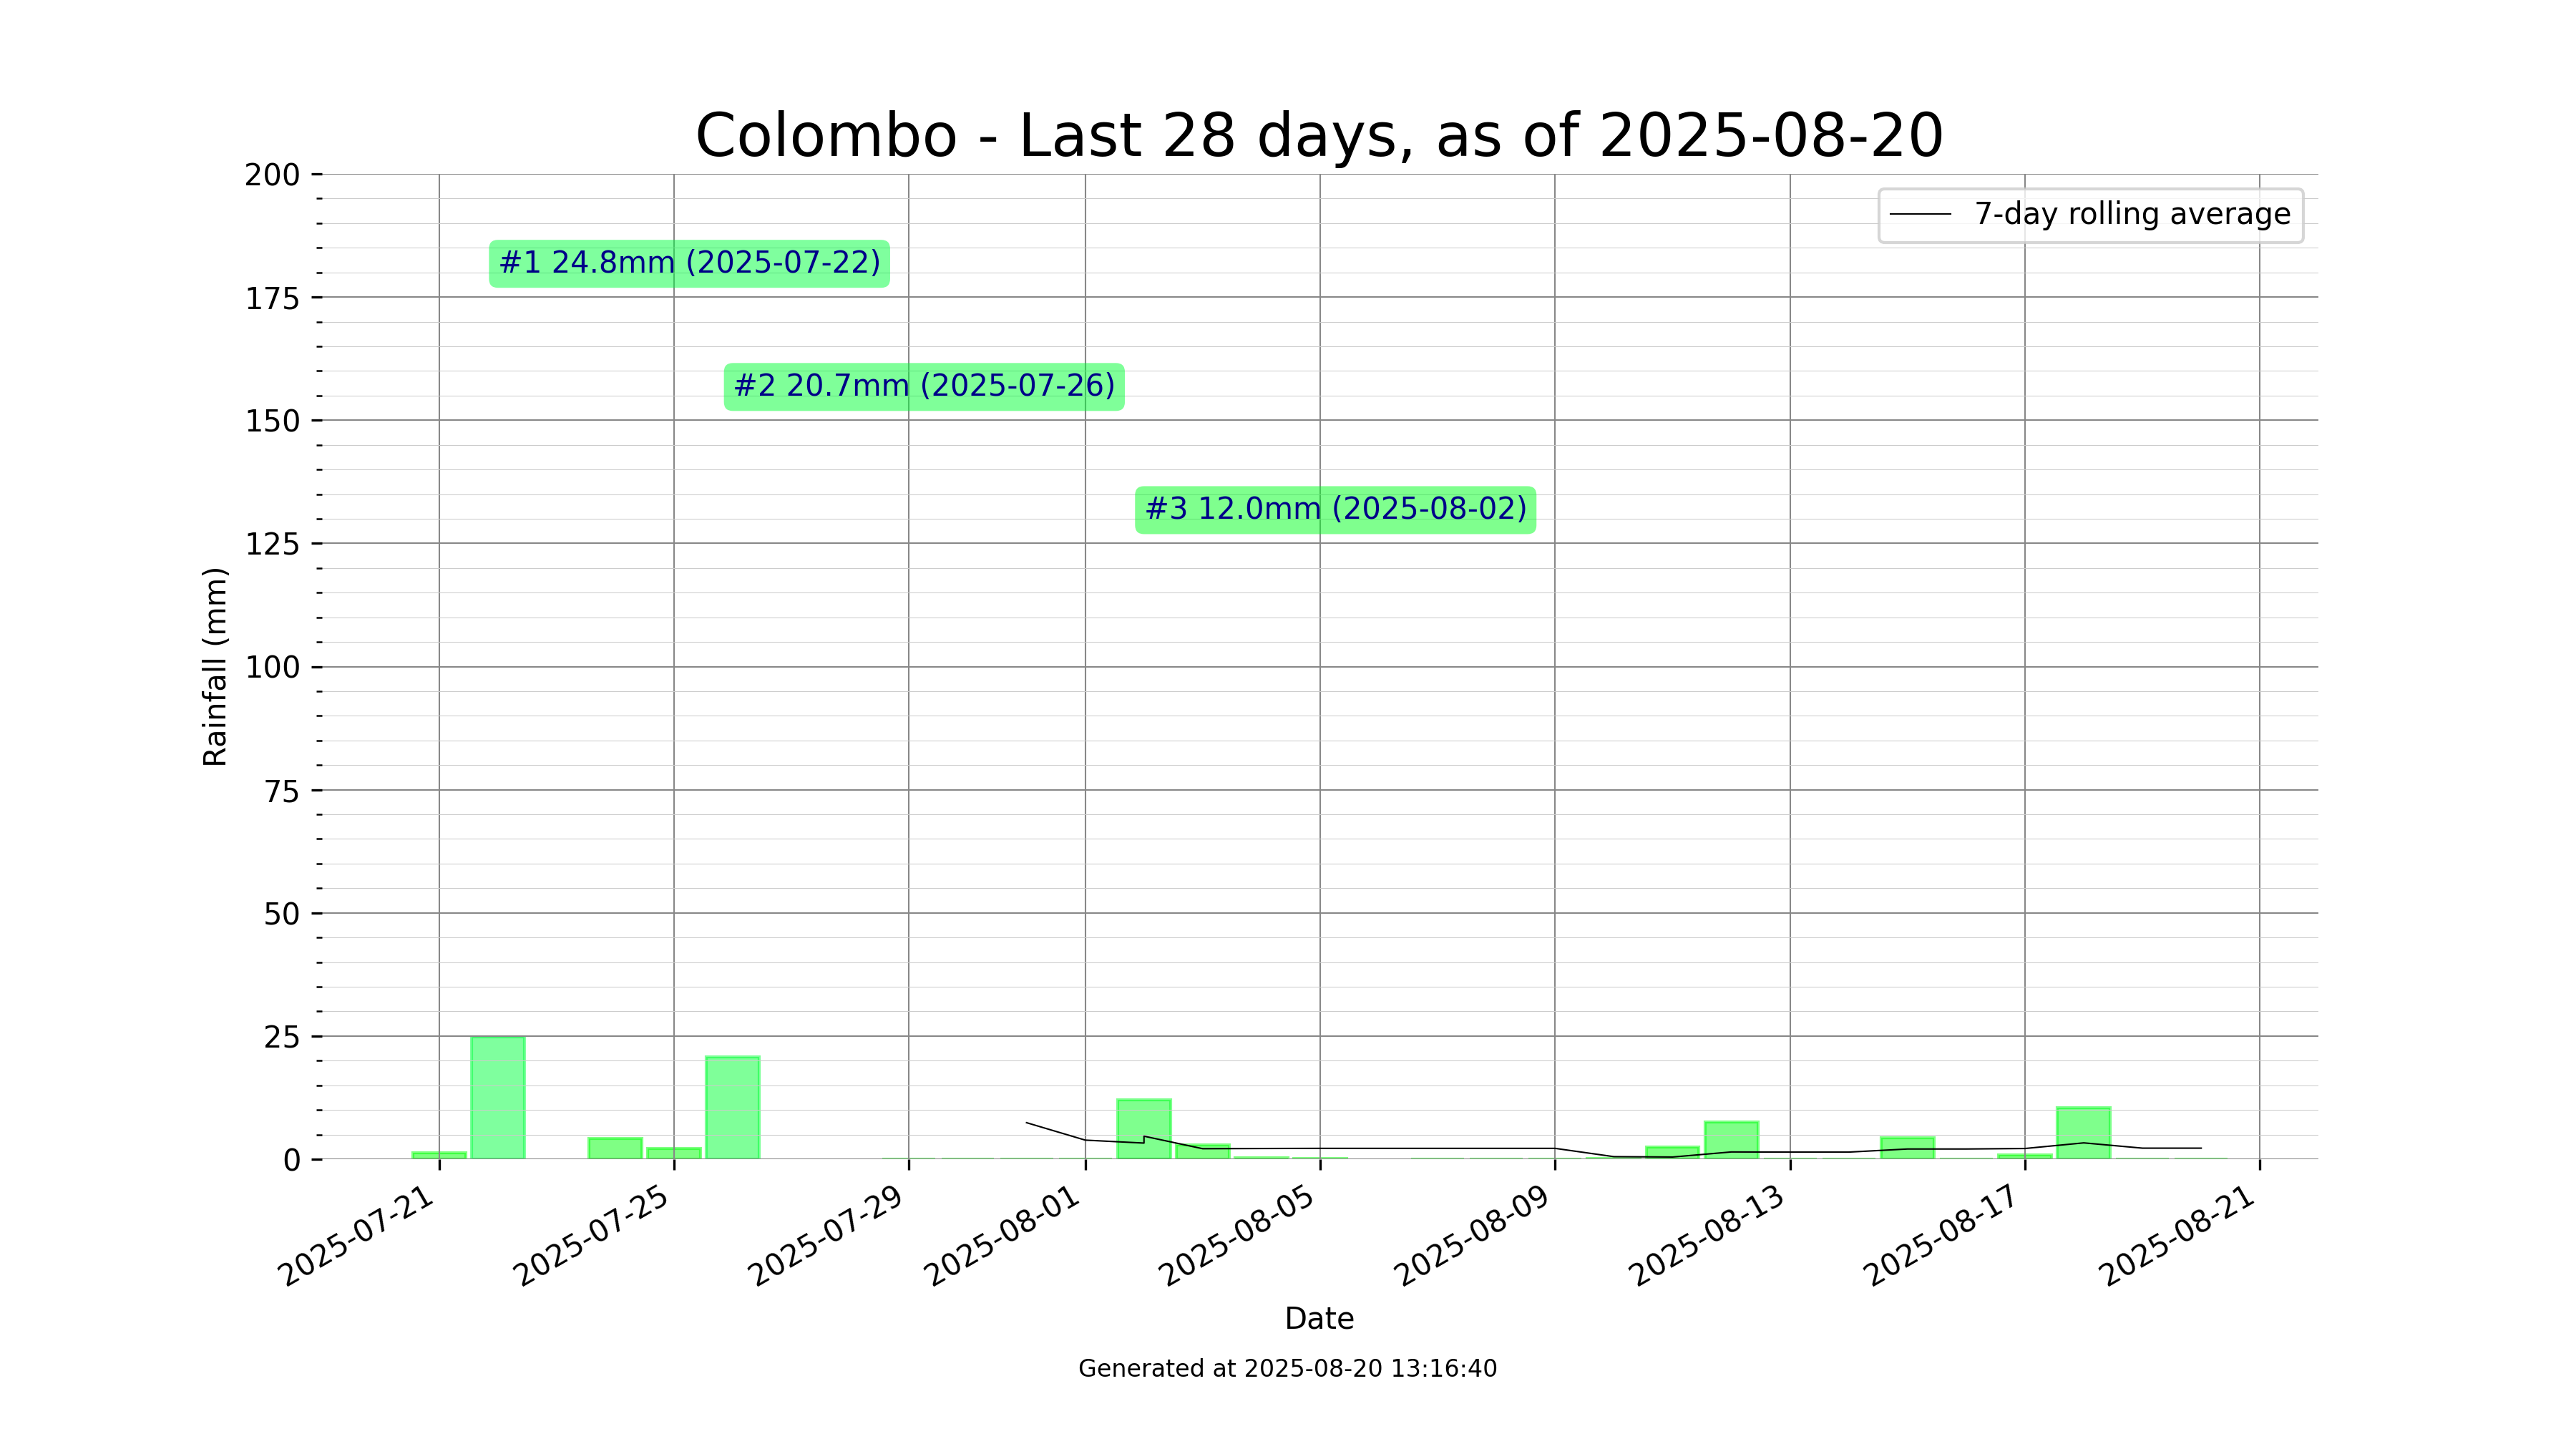 Colombo - Last 28 days, as of 2025-08-20
7-day rolling average
#1 24.8mm (2025-07-22)
#2 20.7mm (2025-07-26)
#3 12.0mm (2025-08-02)
Rainfall (mm)
200
175
150
125
100
75
50
25
0
2025-07-21
2025-07-25
2025-07-29
2025-08-01
2025-08-05
2025-08-09
2025-08-13
2025-08-17
2025-08-21
Date
Generated at 2025-08-20 13:16:40